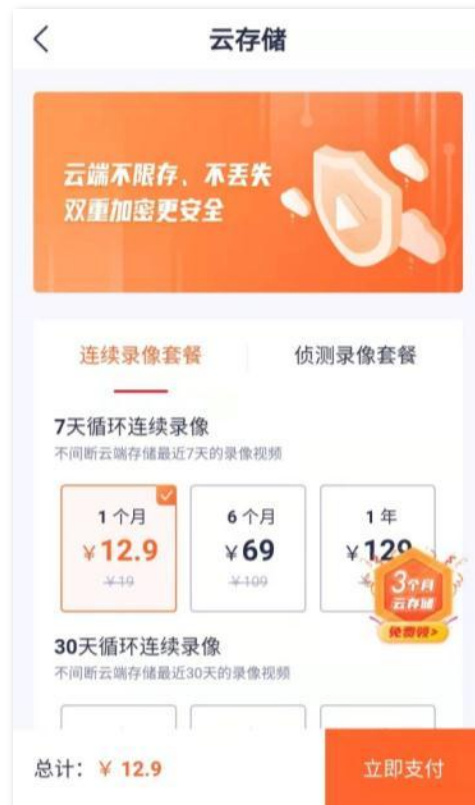 云存储
云端不限存、不丢失
双重加密更安全
连续录像套餐 侦测录像套餐
7天循环连续录像
不间断云端存储最近7天的录像视频
1个月 6个月 1年
¥12.9 ¥69 ¥129
¥19 ¥109
3个月
云存储
免费领>
30天循环连续录像
不间断云端存储最近30天的录像视频
总计：¥ 12.9 立即支付